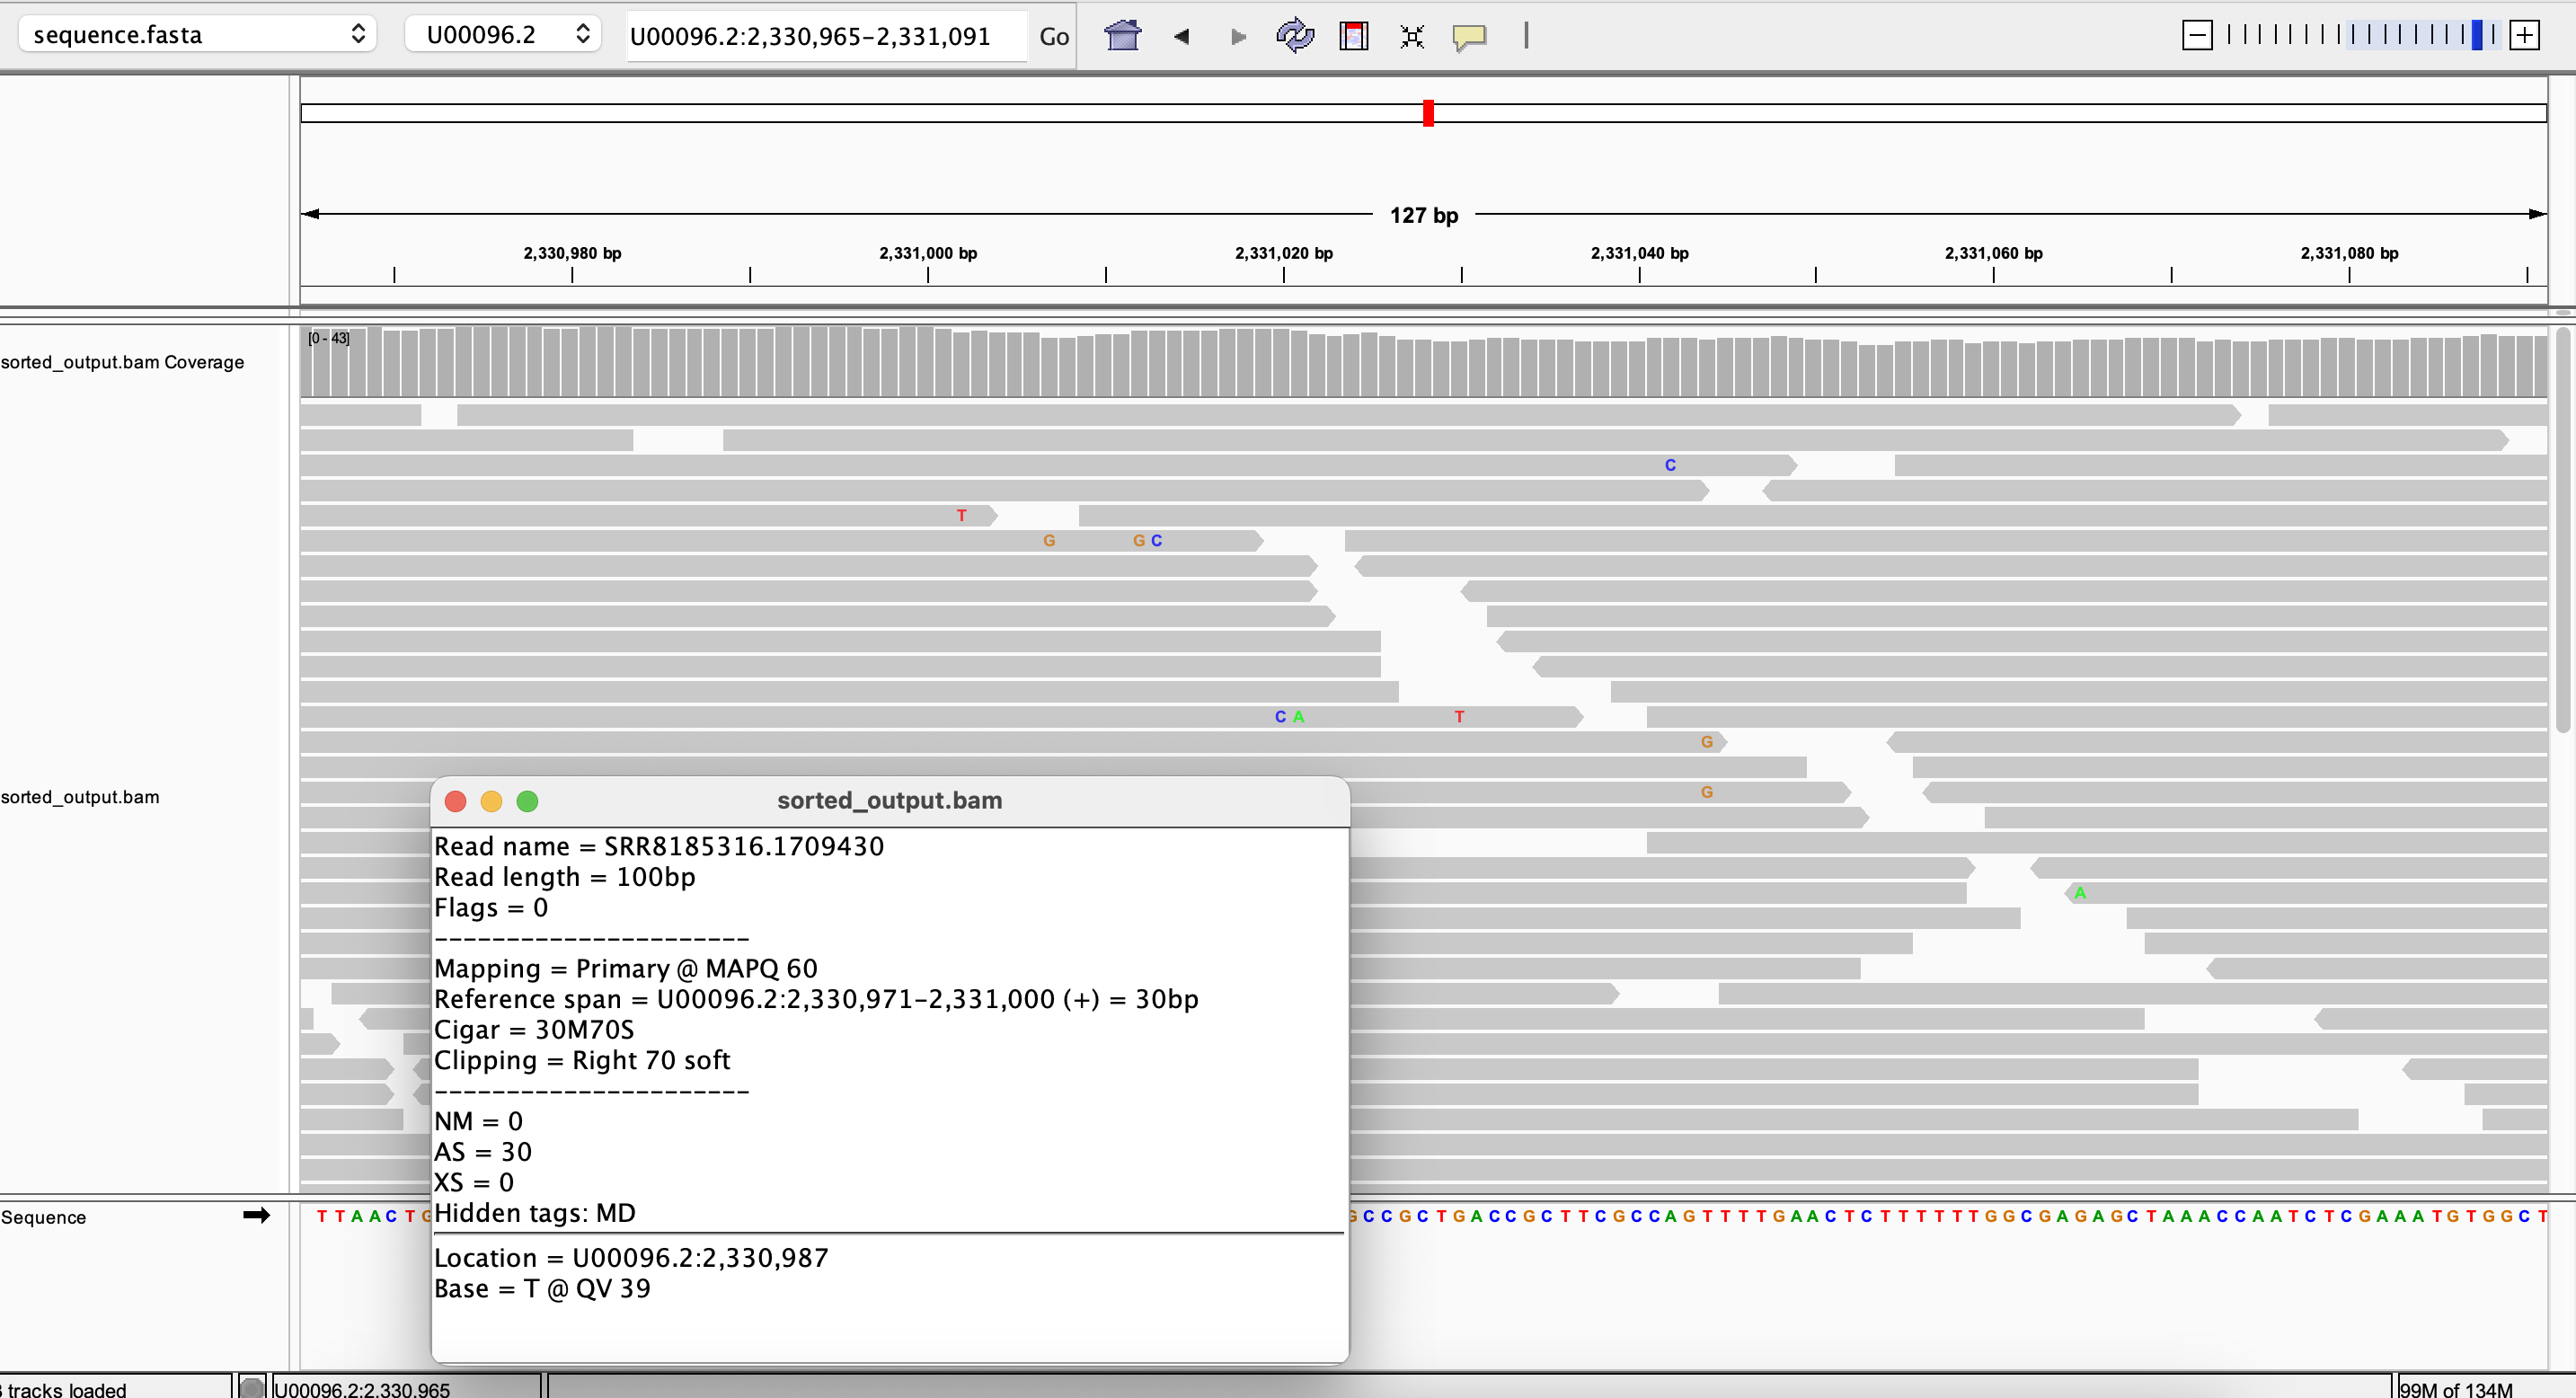 sequence.fasta U00096.2 U00096.2:2,330,965-2,331,091 Go
127 bp
2,330,980 bp 2,331,000 bp 2,331,020 bp 2,331,040 bp 2,331,060 bp 2,331,080 bp
[0 - 43]
sorted_output.bam Coverage
C
T
G G C
C A T
G
sorted_output.bam
G
A
sorted_output.bam
Read name = SRR8185316.1709430
Read length = 100bp
Flags = 0
----------------------
Mapping = Primary @ MAPQ 60
Reference span = U00096.2:2,330,971-2,331,000 (+) = 30bp
Cigar = 30M70S
Clipping = Right 70 soft
----------------------
NM = 0
AS = 30
XS = 0
Hidden tags: MD
Location = U00096.2:2,330,987
Base = T @ QV 39
Sequence T T A A C T G G C C G C T G A C C G C T T C G C C A G T T T T G A A C T C T T T T T T G G C G A G A G C T A A A C C A A T C T C G A A A T G T G G C T
tracks loaded U00096.2:2,330,965 99M of 134M